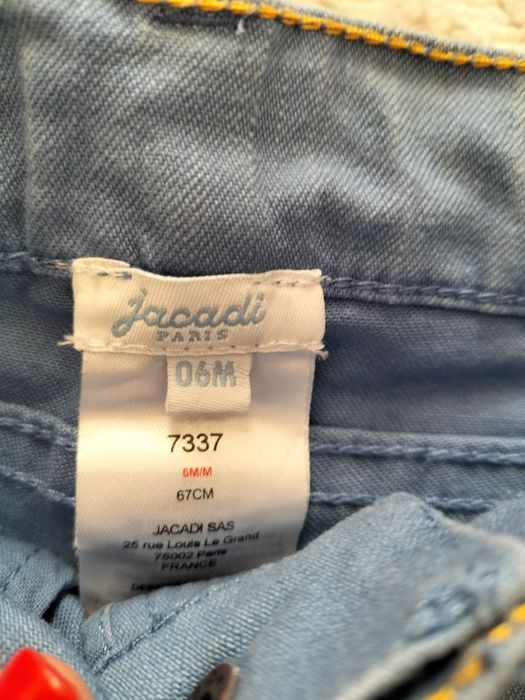 jacadi
PARIS
06M
7337
6M/M
67CM
JACADI SAS
25 rue Louis Le Grand
75002 Paris
FRANCE